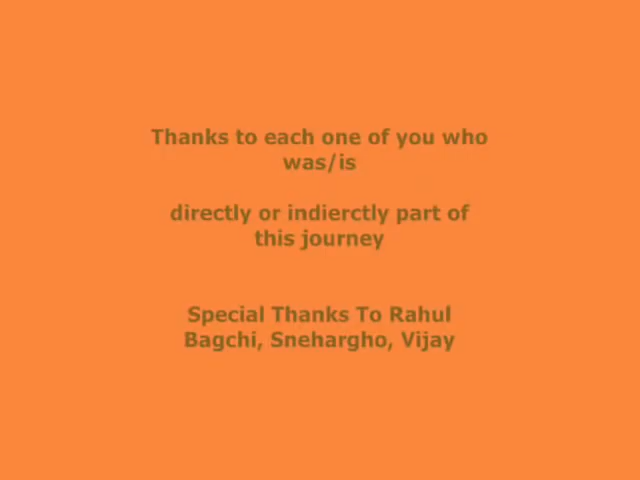 Thanks to each one of you who
was/is
directly or indierctly part of
this journey
Special Thanks To Rahul
Bagchi, Snehargho, Vijay